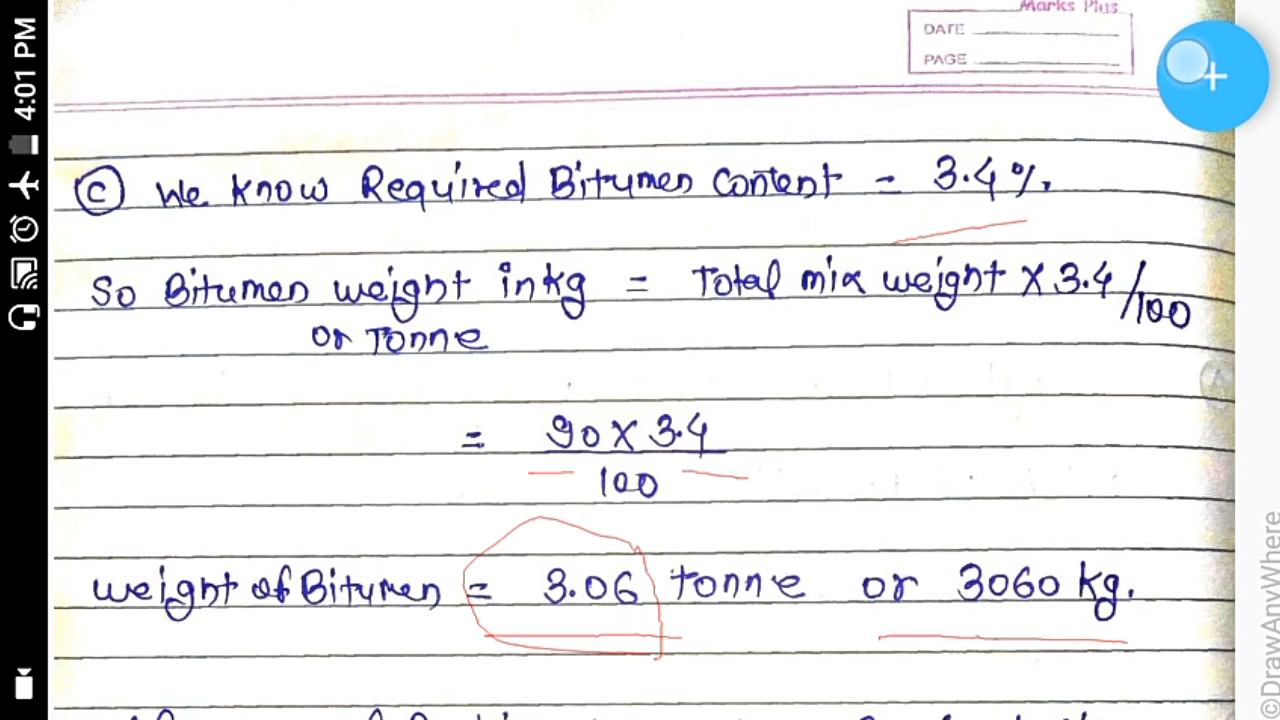 4:01 PM
Marks Plus
DATE
PAGE
+
Ⓒ We know Required Bitumen Content = 3.4%.
So Bitumen weight in kg = Total mix weight X 3.4/100
or Tonne
= 90 X 3.4
100
weight of Bitumen = 3.06 tonne or 3060 kg.
©DrawAnyWhere